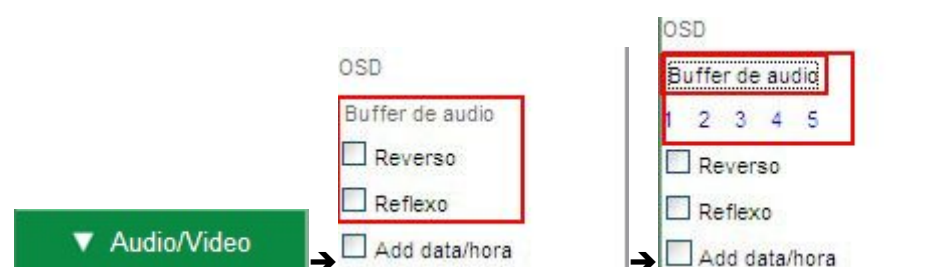 ▼ Audio/Video
➔
OSD
Buffer de audio
Reverso
Reflexo
Add data/hora
➔
OSD
Buffer de audio
1 2 3 4 5
Reverso
Reflexo
Add data/hora